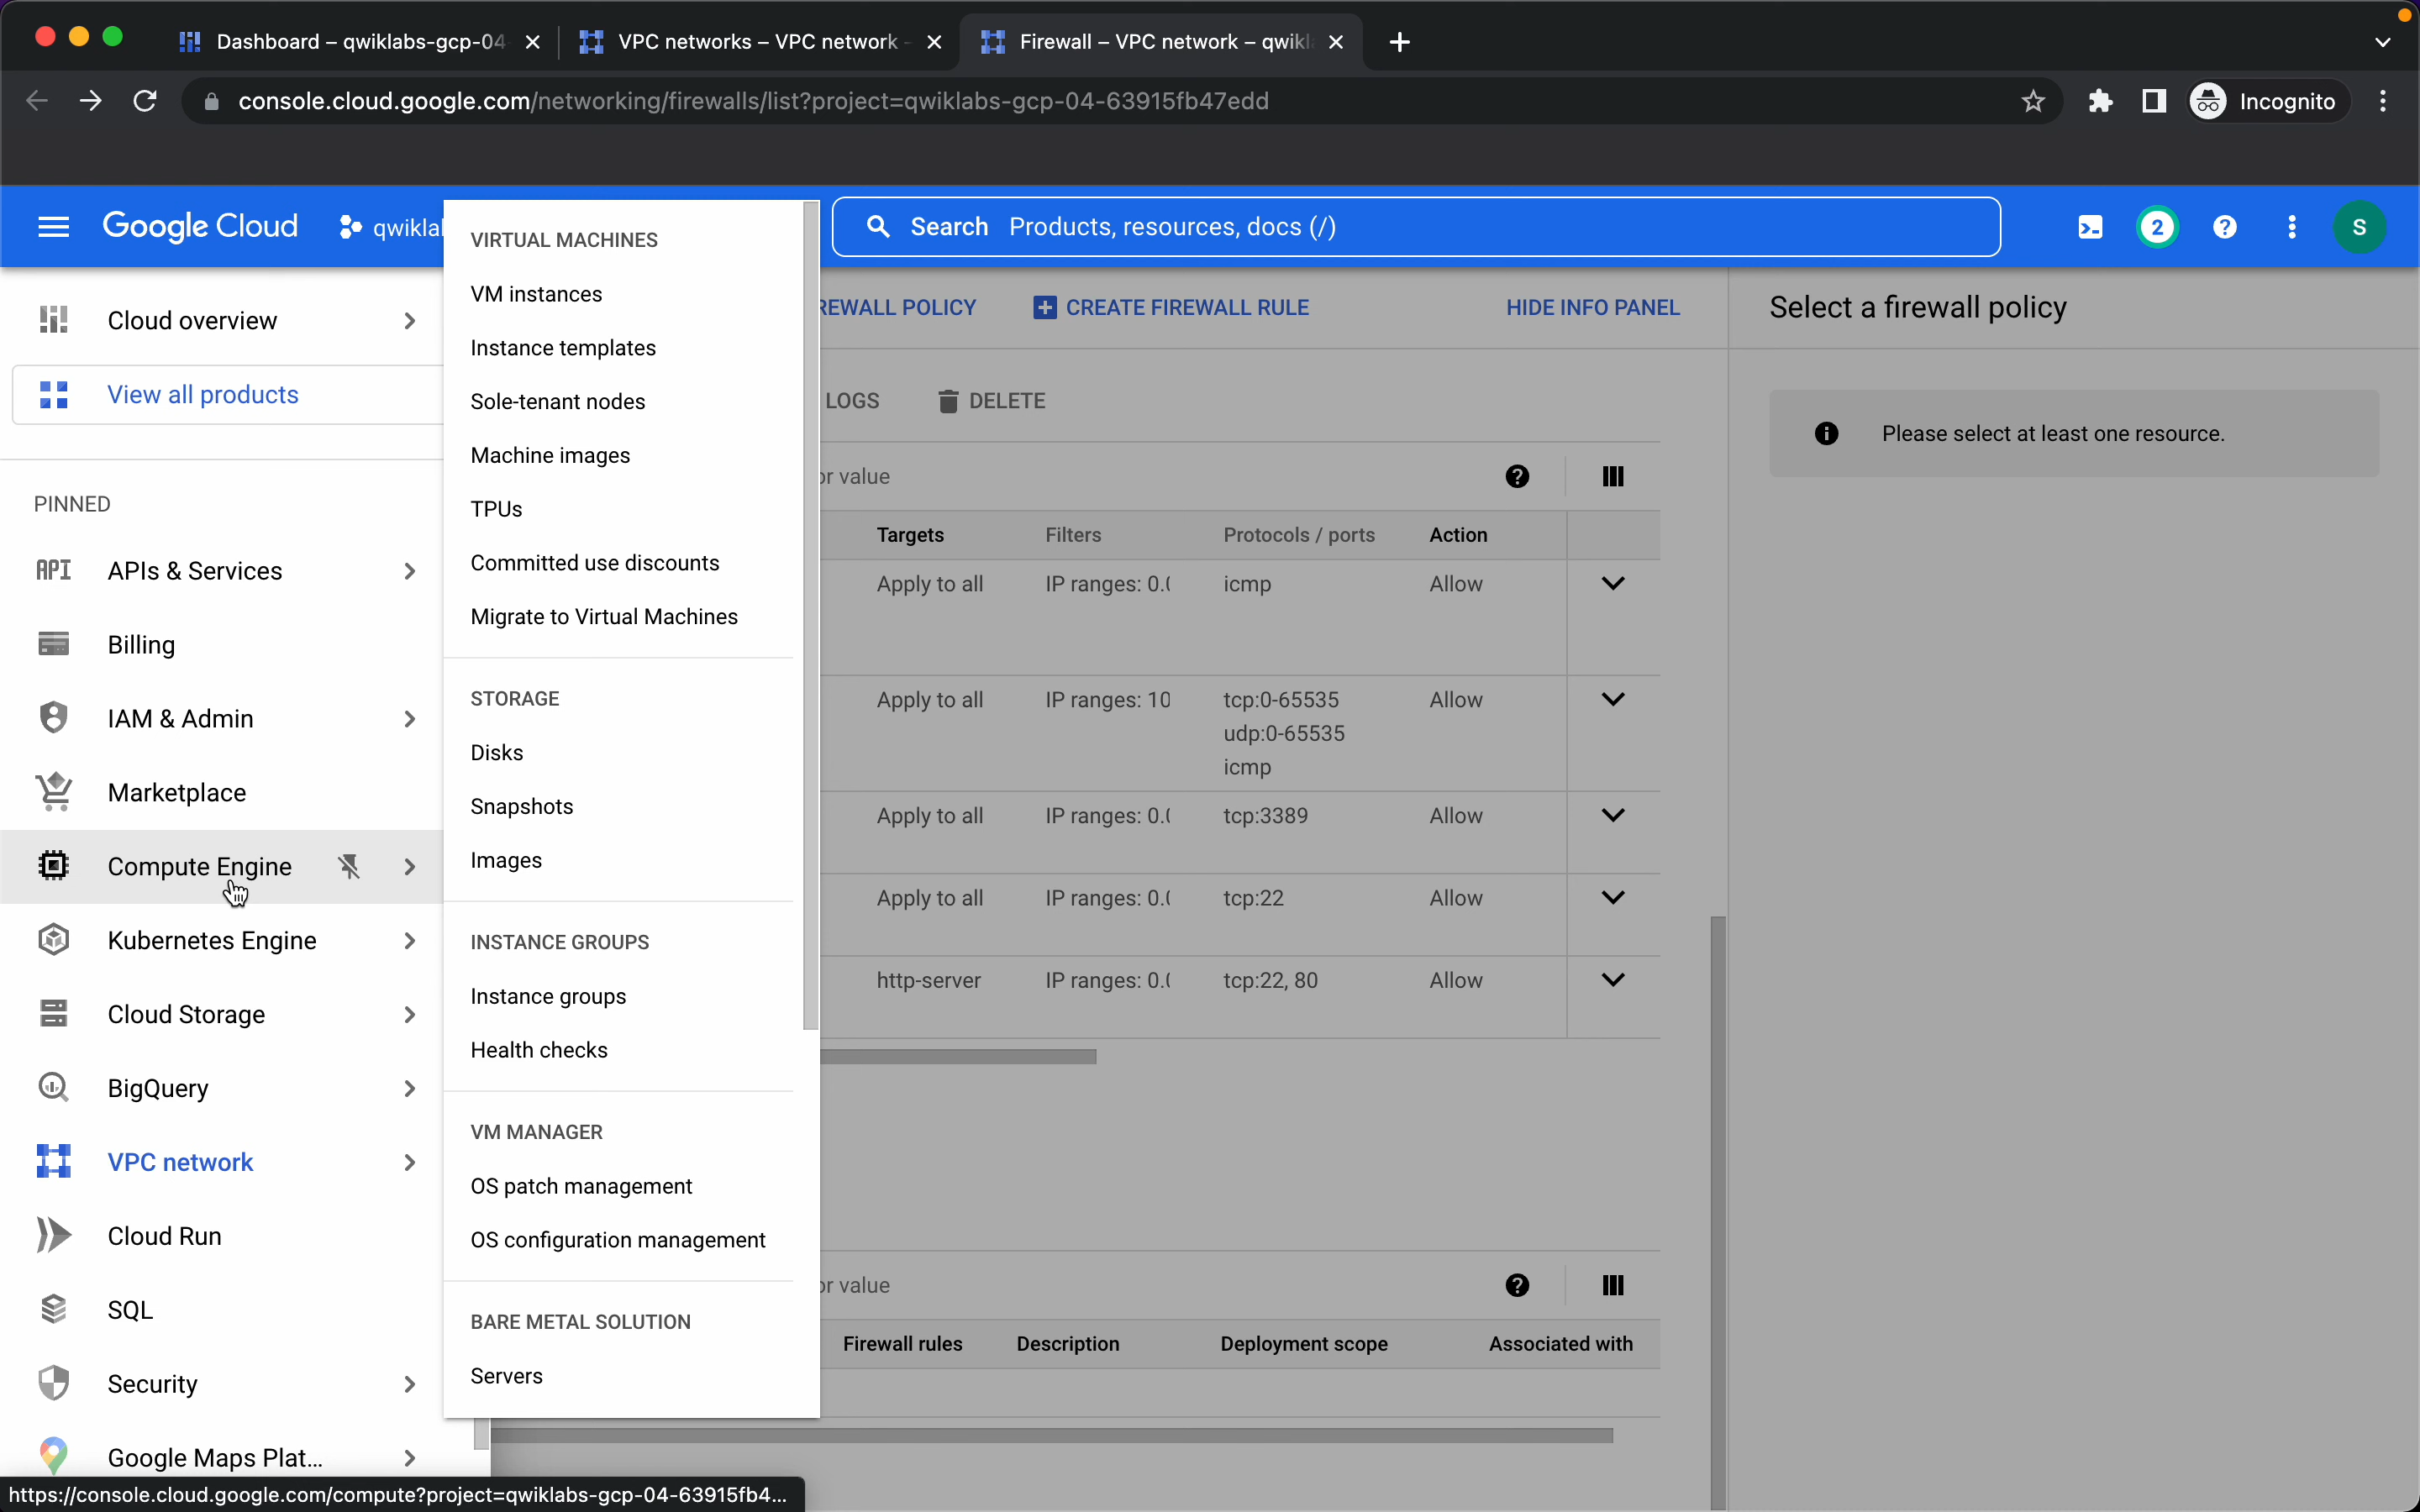 Dashboard – qwiklabs-gcp-04
VPC networks – VPC network -
Firewall – VPC network – qwikl
console.cloud.google.com/networking/firewalls/list?project=qwiklabs-gcp-04-63915fb47edd
Incognito
Google Cloud
qwiklal
Search Products, resources, docs (/)
2
S
Cloud overview
View all products
PINNED
API APIs & Services
Billing
IAM & Admin
Marketplace
Compute Engine
Kubernetes Engine
Cloud Storage
BigQuery
VPC network
Cloud Run
SQL
Security
Google Maps Plat...
https://console.cloud.google.com/compute?project=qwiklabs-gcp-04-63915fb4...
VIRTUAL MACHINES
VM instances
Instance templates
Sole-tenant nodes
Machine images
TPUs
Committed use discounts
Migrate to Virtual Machines
STORAGE
Disks
Snapshots
Images
INSTANCE GROUPS
Instance groups
Health checks
VM MANAGER
OS patch management
OS configuration management
BARE METAL SOLUTION
Servers
REWALL POLICY CREATE FIREWALL RULE HIDE INFO PANEL
LOGS DELETE
or value
Targets Filters Protocols / ports Action
Apply to all IP ranges: 0.( icmp Allow
Apply to all IP ranges: 10 tcp:0-65535 Allow
udp:0-65535
icmp
Apply to all IP ranges: 0.( tcp:3389 Allow
Apply to all IP ranges: 0.( tcp:22 Allow
http-server IP ranges: 0.( tcp:22, 80 Allow
or value
Firewall rules Description Deployment scope Associated with
Select a firewall policy
Please select at least one resource.